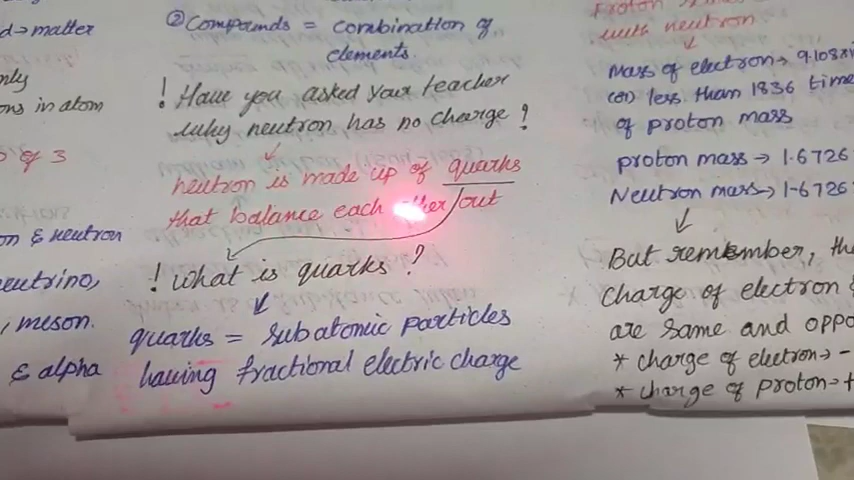 d→matter
nly
ons in atom
of 3
on & neutron
eutrino,
, meson.
& alpha
② Compounds = combination of
elements.
! Have you asked your teacher
why neutron has no charge ?
neutron is made up of quarks
that balance each other out
! what is quarks ?
quarks = subatomic particles
having fractional electric charge
with neutron
Mass of electron→ 9.108×1
(or) less than 1836 time
of proton mass
proton mass → 1.6726
Neutron mass→ 1-6726
But remember, the
charge of electron &
are same and oppo
* charge of electron→ -
* charge of proton→ +